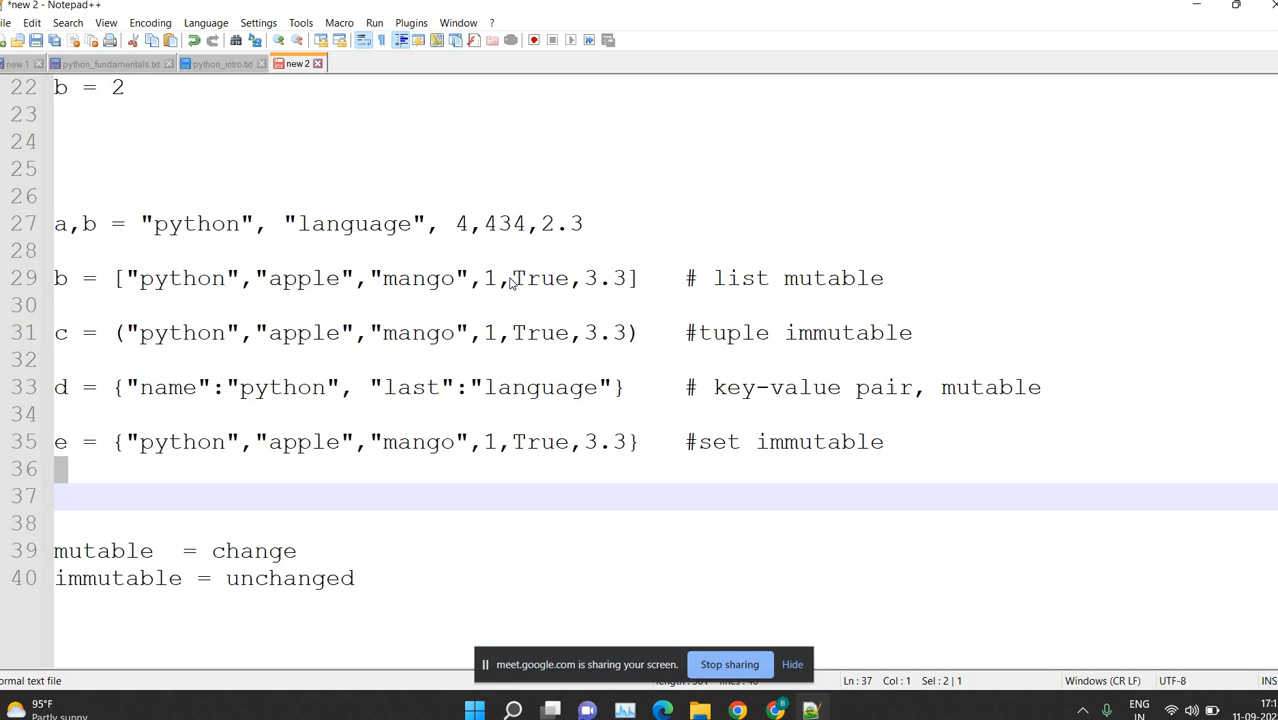 *new 2 - Notepad++
ile Edit Search View Encoding Language Settings Tools Macro Run Plugins Window ?
new 1 python_fundamentals.txt python_intro.txt new 2
22 b = 2
23
24
25
26
27 a,b = "python", "language", 4,434,2.3
28
29 b = ["python","apple","mango",1,True,3.3] # list mutable
30
31 c = ("python","apple","mango",1,True,3.3) #tuple immutable
32
33 d = {"name":"python", "last":"language"} # key-value pair, mutable
34
35 e = {"python","apple","mango",1,True,3.3} #set immutable
36
37
38
39 mutable = change
40 immutable = unchanged
meet.google.com is sharing your screen. Stop sharing Hide
ormal text file Ln: 37 Col: 1 Sel: 2 | 1 Windows (CR LF) UTF-8 INS
95°F
Partly sunny
ENG
IN
17:1
11-09-202